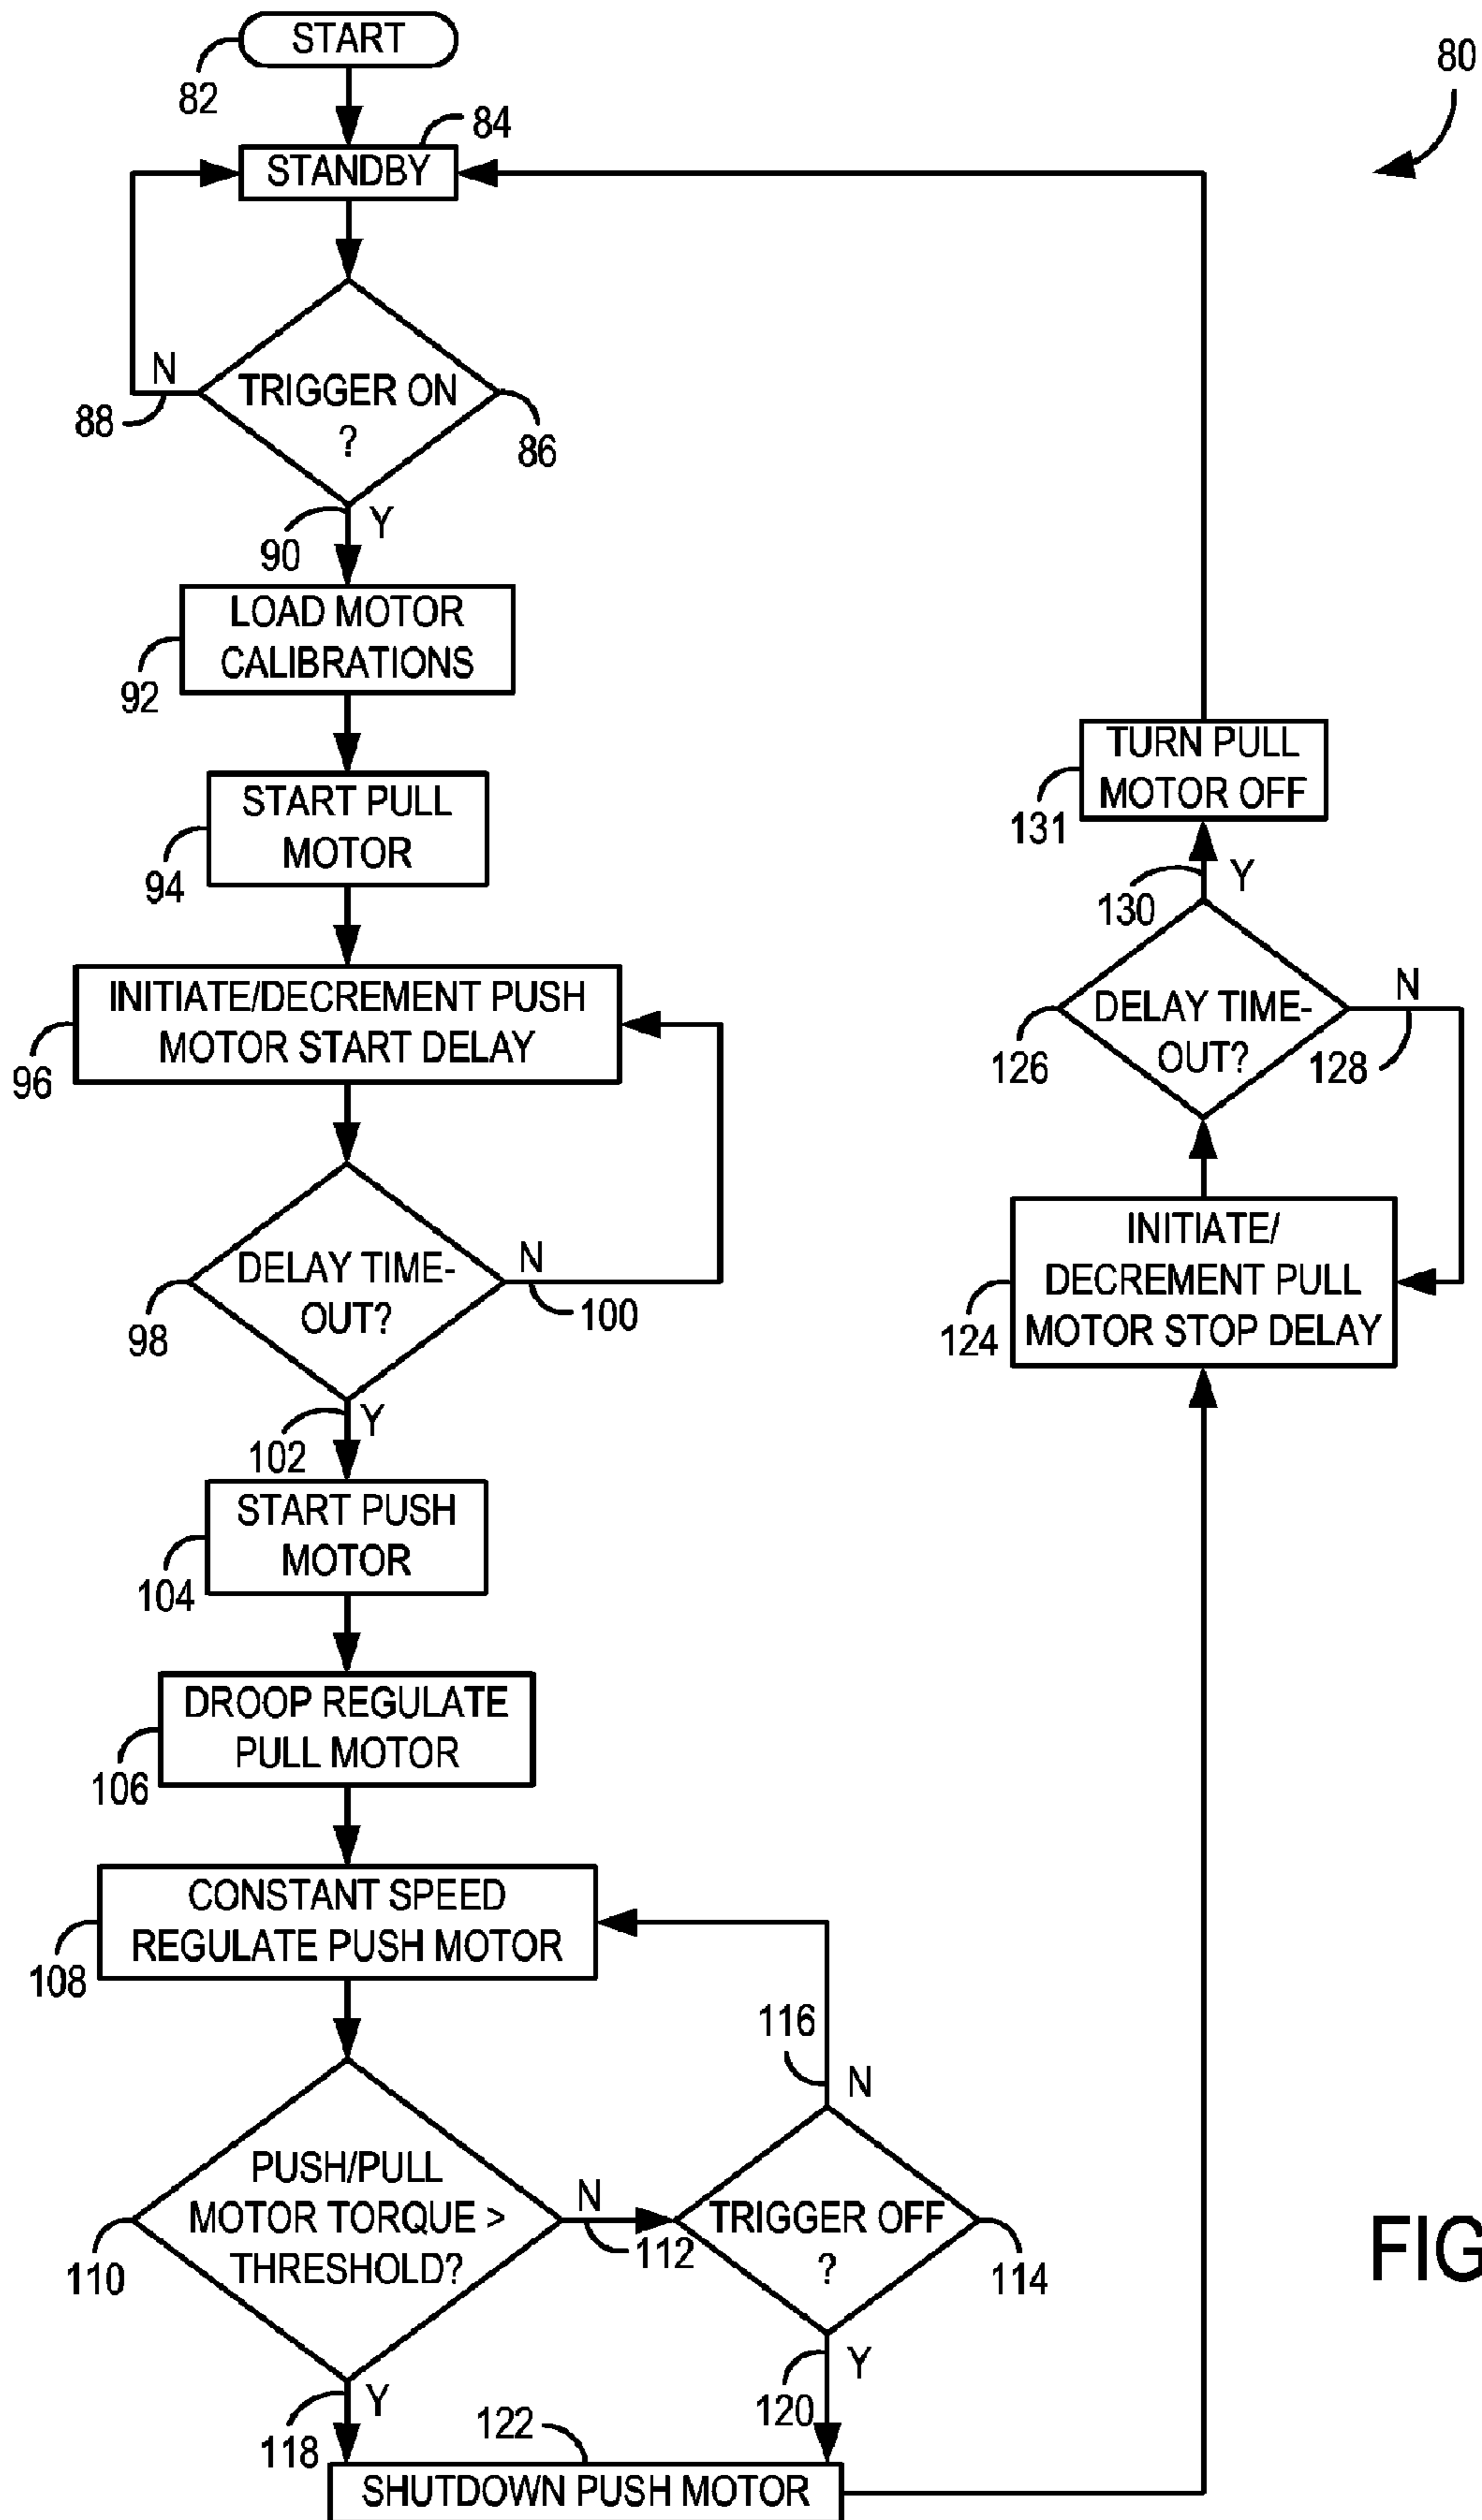 START
82
80
84
STANDBY
N
88
TRIGGER ON
?
86
90
Y
LOAD MOTOR
CALIBRATIONS
92
START PULL
MOTOR
94
INITIATE/DECREMENT PUSH
MOTOR START DELAY
96
DELAY TIME-
OUT?
98
N
100
102
Y
START PUSH
MOTOR
104
DROOP REGULATE
PULL MOTOR
106
CONSTANT SPEED
REGULATE PUSH MOTOR
108
PUSH/PULL
MOTOR TORQUE >
THRESHOLD?
110
N
112
116
N
TRIGGER OFF
?
114
118
Y
120
Y
122
SHUTDOWN PUSH MOTOR
INITIATE/
DECREMENT PULL
MOTOR STOP DELAY
124
DELAY TIME-
OUT?
126
N
128
130
Y
TURN PULL
MOTOR OFF
131
FIG